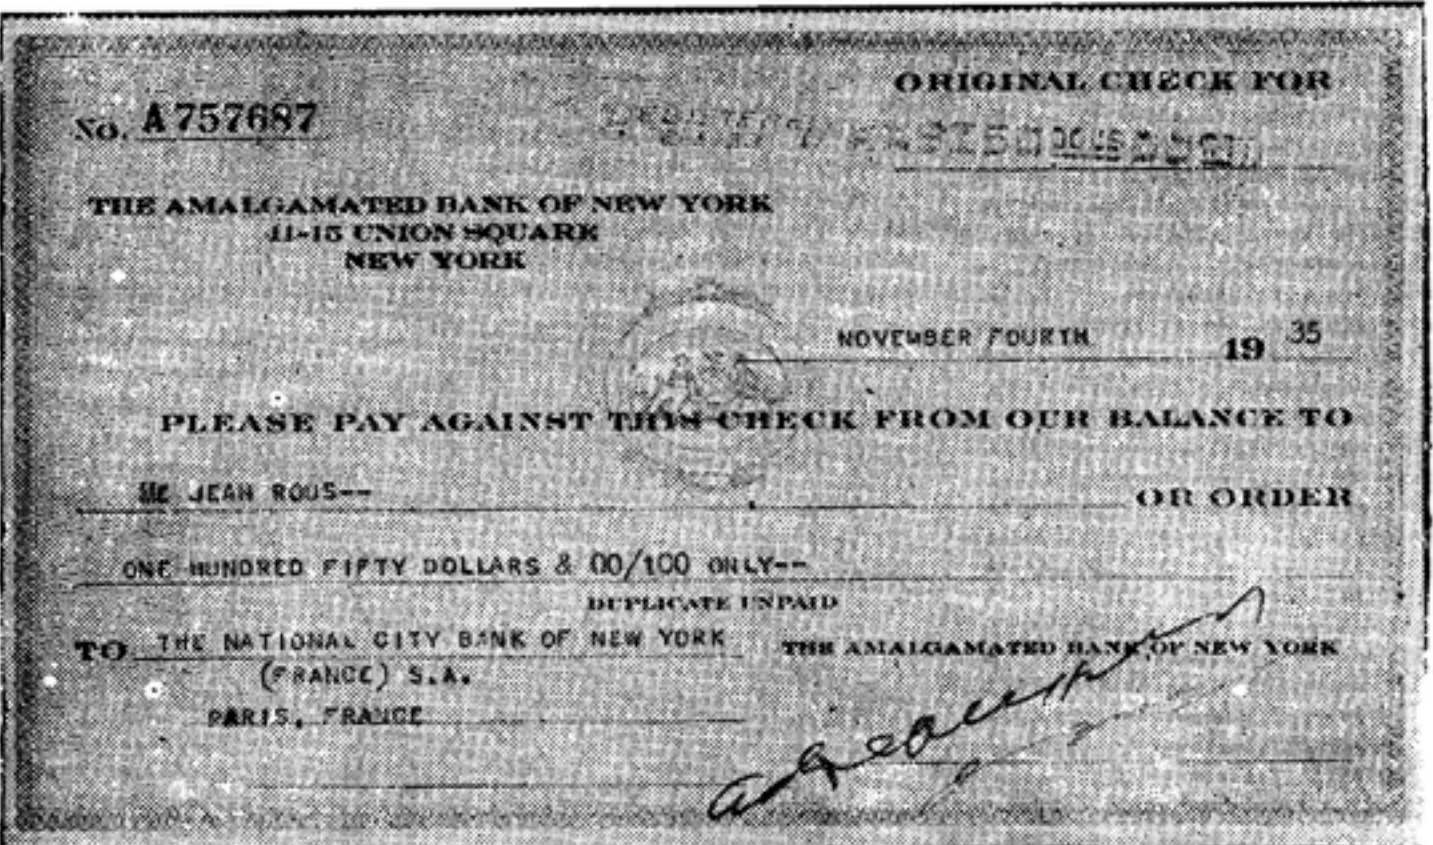 ORIGINAL CHECK FOR
No. A 757687
THE AMALGAMATED BANK OF NEW YORK
11-15 UNION SQUARE
NEW YORK
NOVEMBER FOURTH 19 35
PLEASE PAY AGAINST THIS CHECK FROM OUR BALANCE TO
ME JEAN ROUS-- OR ORDER
ONE HUNDRED FIFTY DOLLARS & 00/100 ONLY--
DUPLICATE UNPAID
TO THE NATIONAL CITY BANK OF NEW YORK THE AMALGAMATED BANK OF NEW YORK
(FRANCE) S.A.
PARIS, FRANCE